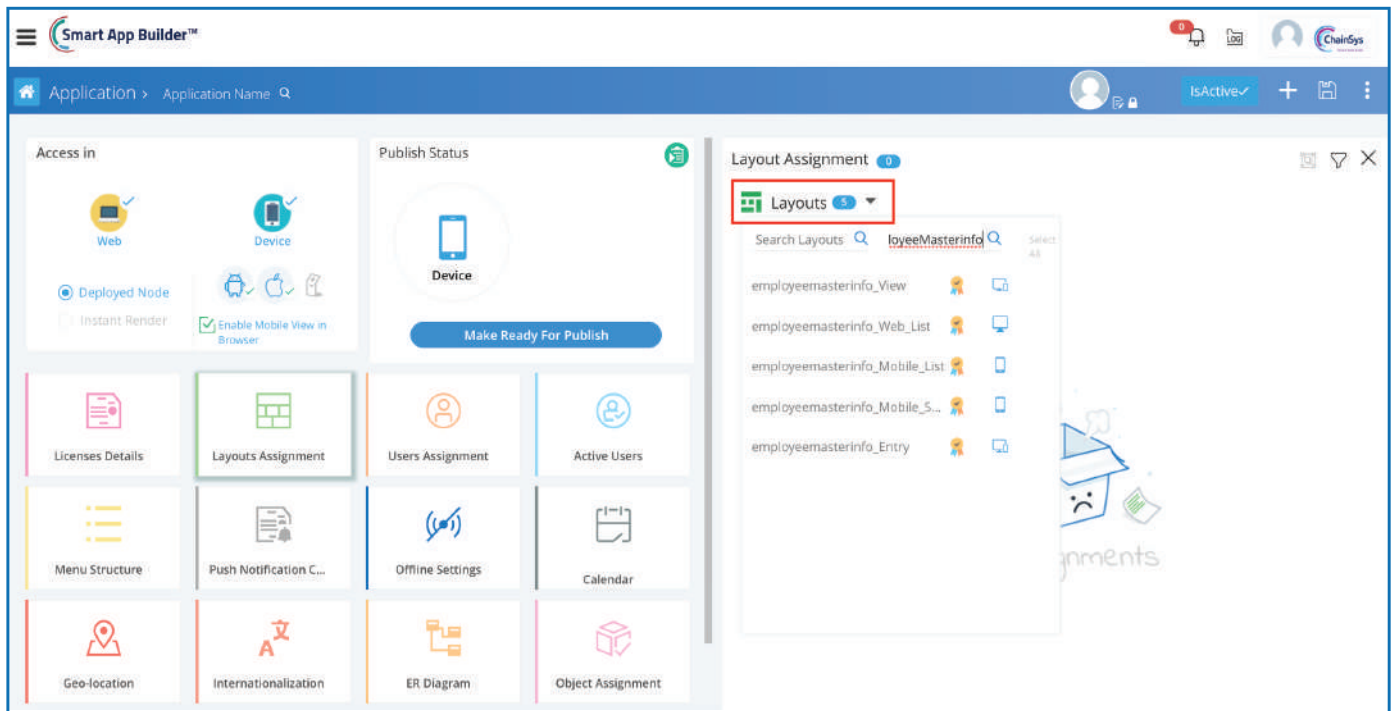 Smart App Builder™
0
LOG
ChainSys
Application > Application Name
IsActive✓
Access in
Web
Device
Deployed Node
Instant Render
Enable Mobile View in
Browser
Publish Status
Device
Make Ready For Publish
Licenses Details
Layouts Assignment
Users Assignment
Active Users
Menu Structure
Push Notification C...
Offline Settings
Calendar
Geo-location
Internationalization
ER Diagram
Object Assignment
Layout Assignment 0
Layouts 5
Search Layouts
loyeeMasterinfo
Select
All
employeemasterinfo_View
employeemasterinfo_Web_List
employeemasterinfo_Mobile_List
employeemasterinfo_Mobile_S...
employeemasterinfo_Entry
gnments